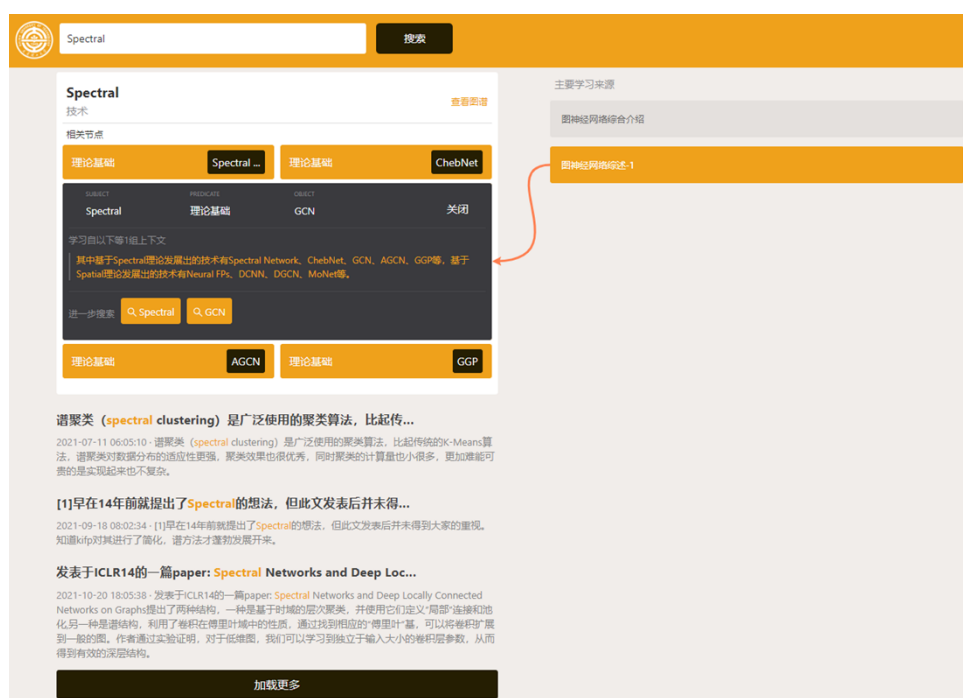 Spectral
搜索
Spectral
技术
查看图谱
相关节点
理论基础
Spectral ...
理论基础
ChebNet
SUBJECT
PREDICATE
OBJECT
Spectral
理论基础
GCN
关闭
学习自以下等1组上下文
其中基于Spectral理论发展出的技术有Spectral Network、ChebNet、GCN、AGCN、GGP等，基于
Spatial理论发展出的技术有Neural FPs、DCNN、DGCN、MoNet等。
进一步搜索
Spectral
GCN
理论基础
AGCN
理论基础
GGP
谱聚类（spectral clustering）是广泛使用的聚类算法，比起传...
2021-07-11 06:05:10 · 谱聚类（spectral clustering）是广泛使用的聚类算法，比起传统的K-Means算
法，谱聚类对数据分布的适应性更强，聚类效果也很优秀，同时聚类的计算量也小很多，更加难能可
贵的是实现起来也不复杂。
[1]早在14年前就提出了Spectral的想法，但此文发表后并未得...
2021-09-18 08:02:34 · [1]早在14年前就提出了Spectral的想法，但此文发表后并未得到大家的重视。
知道kifp对其进行了简化，谱方法才蓬勃发展开来。
发表于ICLR14的一篇paper: Spectral Networks and Deep Loc...
2021-10-20 18:05:38 · 发表于ICLR14的一篇paper: Spectral Networks and Deep Locally Connected
Networks on Graphs提出了两种结构，一种是基于时域的层次聚类，并使用它们定义“局部”连接和池
化,另一种是谱结构，利用了卷积在傅里叶域中的性质，通过找到相应的“傅里叶”基，可以将卷积扩展
到一般的图。作者通过实验证明，对于低维图，我们可以学习到独立于输入大小的卷积层参数，从而
得到有效的深层结构。
加载更多
主要学习来源
图神经网络综合介绍
图神经网络综述-1